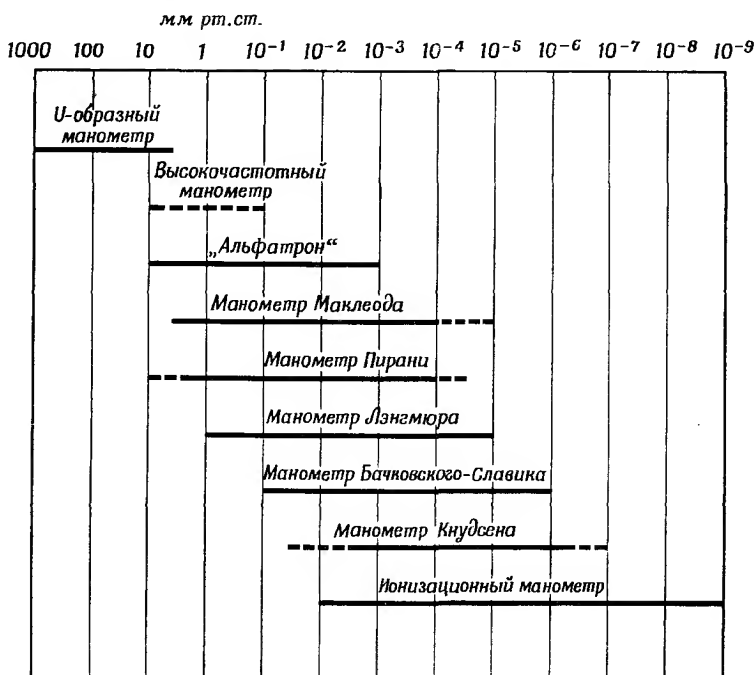 мм рт.ст.
1000 100 10 1 10⁻¹ 10⁻² 10⁻³ 10⁻⁴ 10⁻⁵ 10⁻⁶ 10⁻⁷ 10⁻⁸ 10⁻⁹
U-образный
манометр
Высокочастотный
манометр
„Альфатрон“
Манометр Маклеода
Манометр Пирани
Манометр Лэнгмюра
Манометр Бачковского-Славика
Манометр Кнудсена
Ионизационный манометр